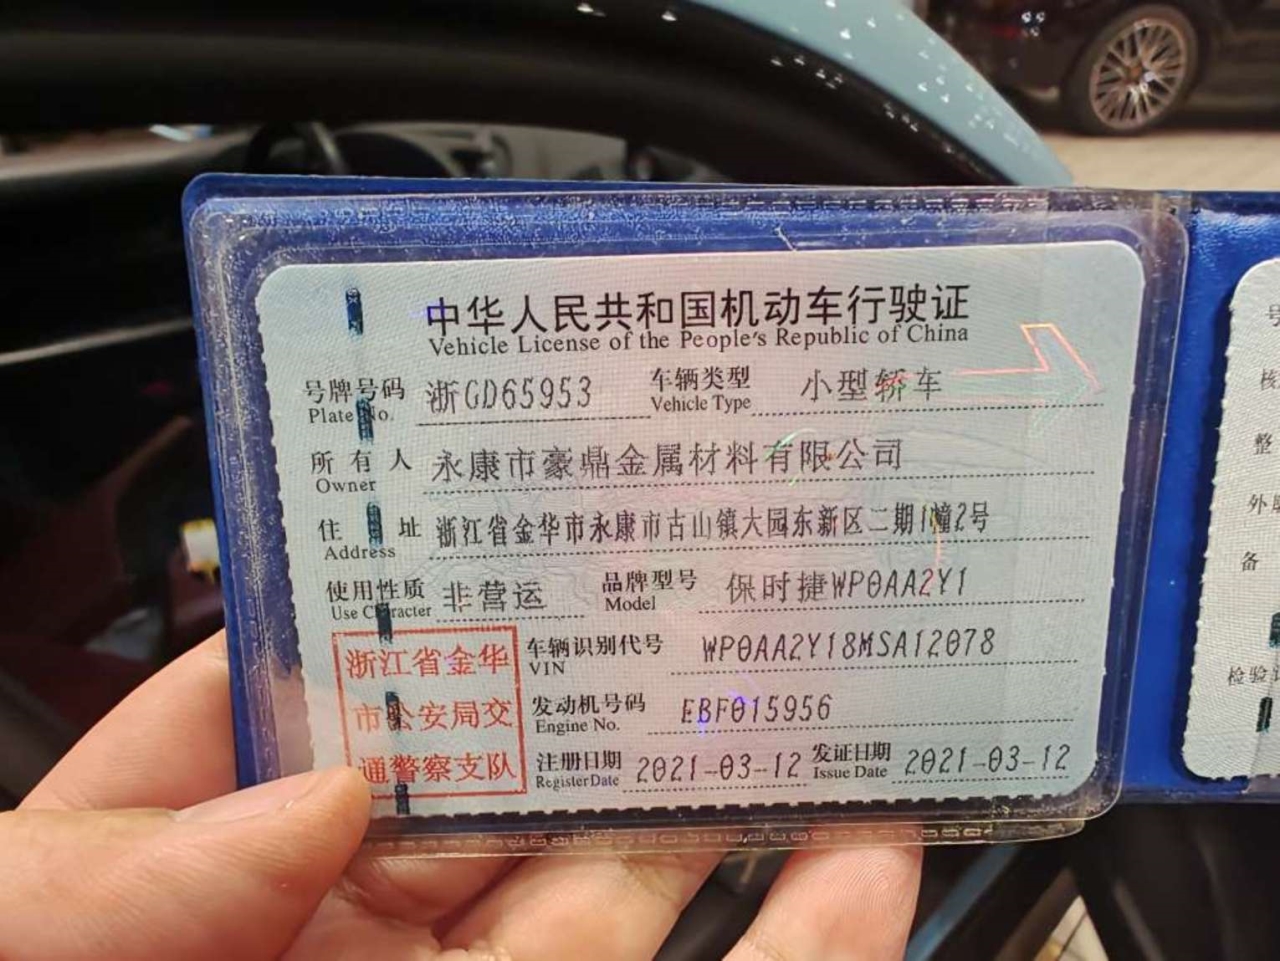 中华人民共和国机动车行驶证
Vehicle License of the People's Republic of China
号牌号码 浙GD65953 车辆类型 小型轿车
Plate No. Vehicle Type
所有人 永康市豪鼎金属材料有限公司
Owner
住址 浙江省金华市永康市古山镇大园东新区二期1幢2号
Address
使用性质 非营运 品牌型号 保时捷WP0AA2Y1
Use Character Model
浙江省金华
市公安局交
通警察支队
车辆识别代号 WP0AA2Y18MSA12078
VIN
发动机号码 EBF015956
Engine No.
注册日期 2021-03-12 发证日期 2021-03-12
Register Date Issue Date
号
核
整
外
备
检验